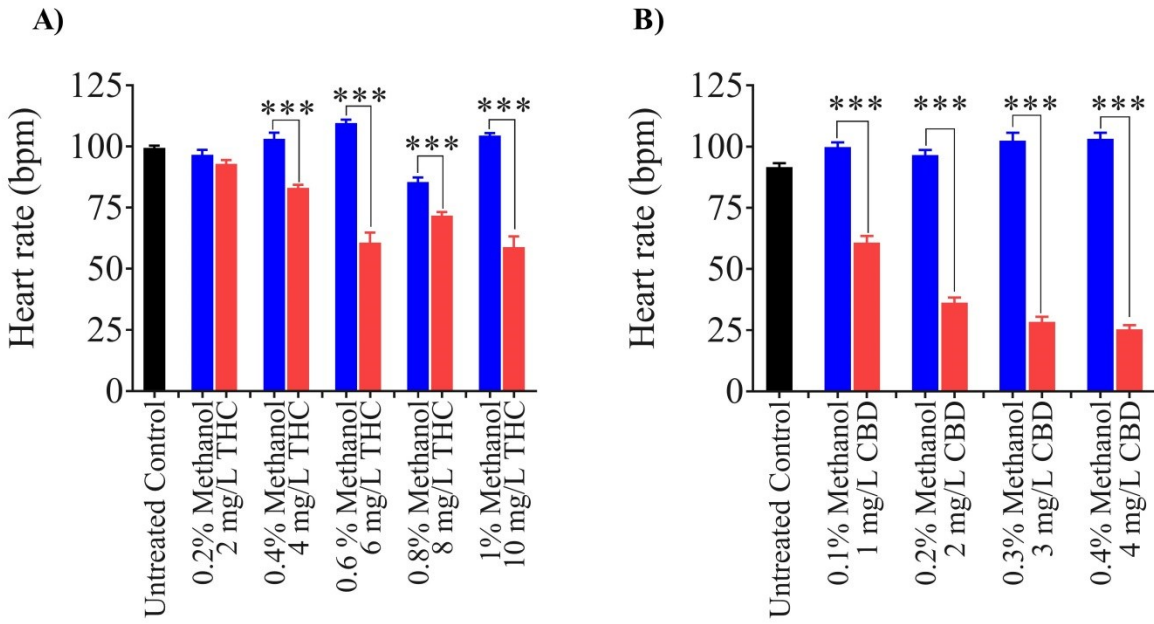 A)
Heart rate (bpm)
125
100
75
50
25
0
***
***
***
***
Untreated Control
0.2% Methanol
2 mg/L THC
0.4% Methanol
4 mg/L THC
0.6 % Methanol
6 mg/L THC
0.8% Methanol
8 mg/L THC
1% Methanol
10 mg/L THC
B)
Heart rate (bpm)
125
100
75
50
25
0
***
***
***
***
Untreated Control
0.1% Methanol
1 mg/L CBD
0.2% Methanol
2 mg/L CBD
0.3% Methanol
3 mg/L CBD
0.4% Methanol
4 mg/L CBD